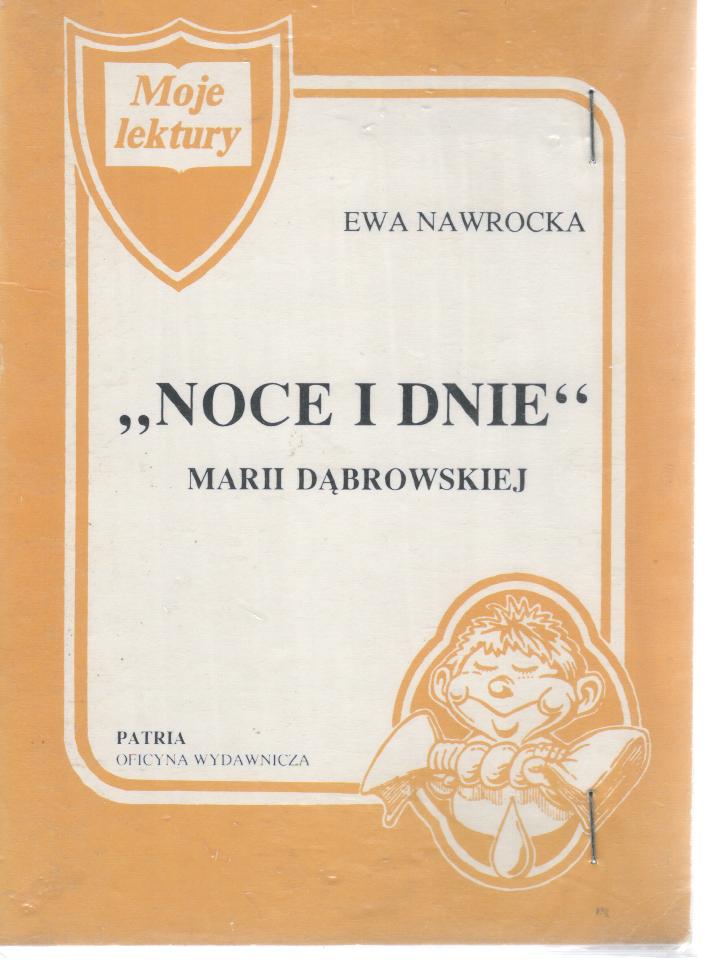 Moje
lektury
EWA NAWROCKA
„NOCE I DNIE“
MARII DĄBROWSKIEJ
PATRIA
OFICYNA WYDAWNICZA